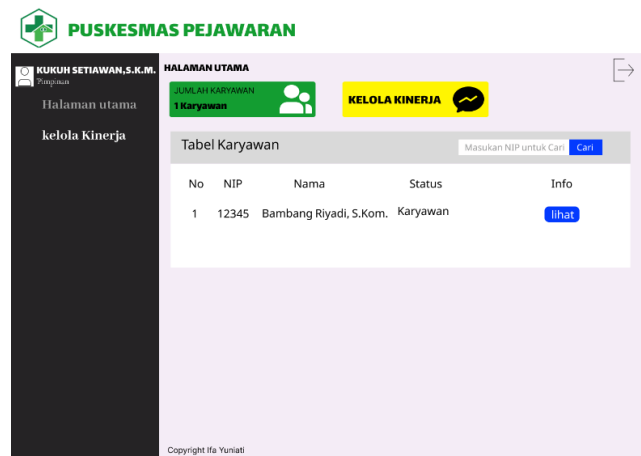 PUSKESMAS PEJAWARAN
KUKUH SETIAWAN,S.K.M.
Pimpinan
Halaman utama
kelola Kinerja
HALAMAN UTAMA
JUMLAH KARYAWAN
1 Karyawan
KELOLA KINERJA
Tabel Karyawan
Masukan NIP untuk Cari
Cari
No NIP Nama Status Info
1 12345 Bambang Riyadi, S.Kom. Karyawan lihat
Copyright Ifa Yuniati